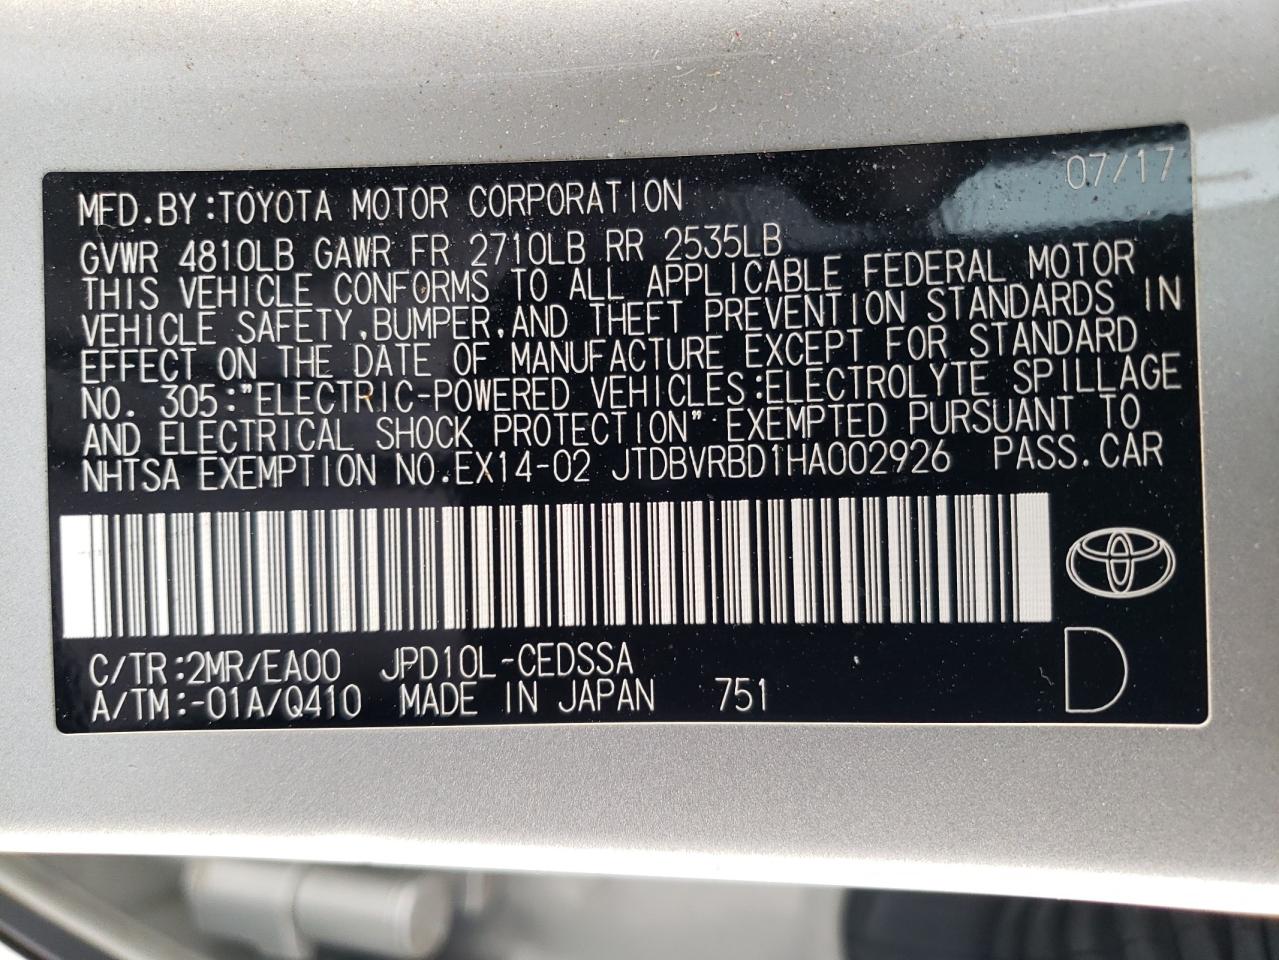 07/17
MFD.BY:TOYOTA MOTOR CORPORATION
GVWR 4810LB GAWR FR 2710LB RR 2535LB
THIS VEHICLE CONFORMS TO ALL APPLICABLE FEDERAL MOTOR
VEHICLE SAFETY,BUMPER,AND THEFT PREVENTION STANDARDS IN
EFFECT ON THE DATE OF MANUFACTURE EXCEPT FOR STANDARD
NO. 305:"ELECTRIC-POWERED VEHICLES:ELECTROLYTE SPILLAGE
AND ELECTRICAL SHOCK PROTECTION" EXEMPTED PURSUANT TO
NHTSA EXEMPTION NO.EX14-02 JTDBVRBD1HA002926 PASS.CAR
C/TR:2MR/EA00 JPD10L-CEDSSA
A/TM:-01A/Q410 MADE IN JAPAN 751
D